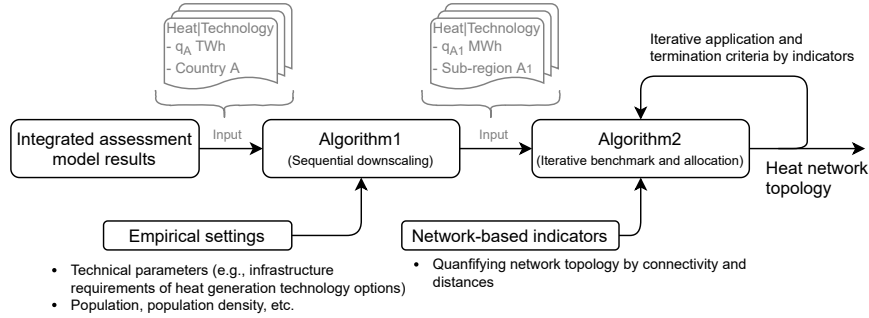 Heat|Technology
- qA TWh
- Country A
Heat|Technology
- qA1 MWh
- Sub-region A1
Iterative application and
termination criteria by indicators
Integrated assessment
model results
Input
Algorithm1
(Sequential downscaling)
Input
Algorithm2
(Iterative benchmark and allocation)
Heat network
topology
Empirical settings
• Technical parameters (e.g., infrastructure
requirements of heat generation technology options)
• Population, population density, etc.
Network-based indicators
• Quanfifying network topology by connectivity and
distances